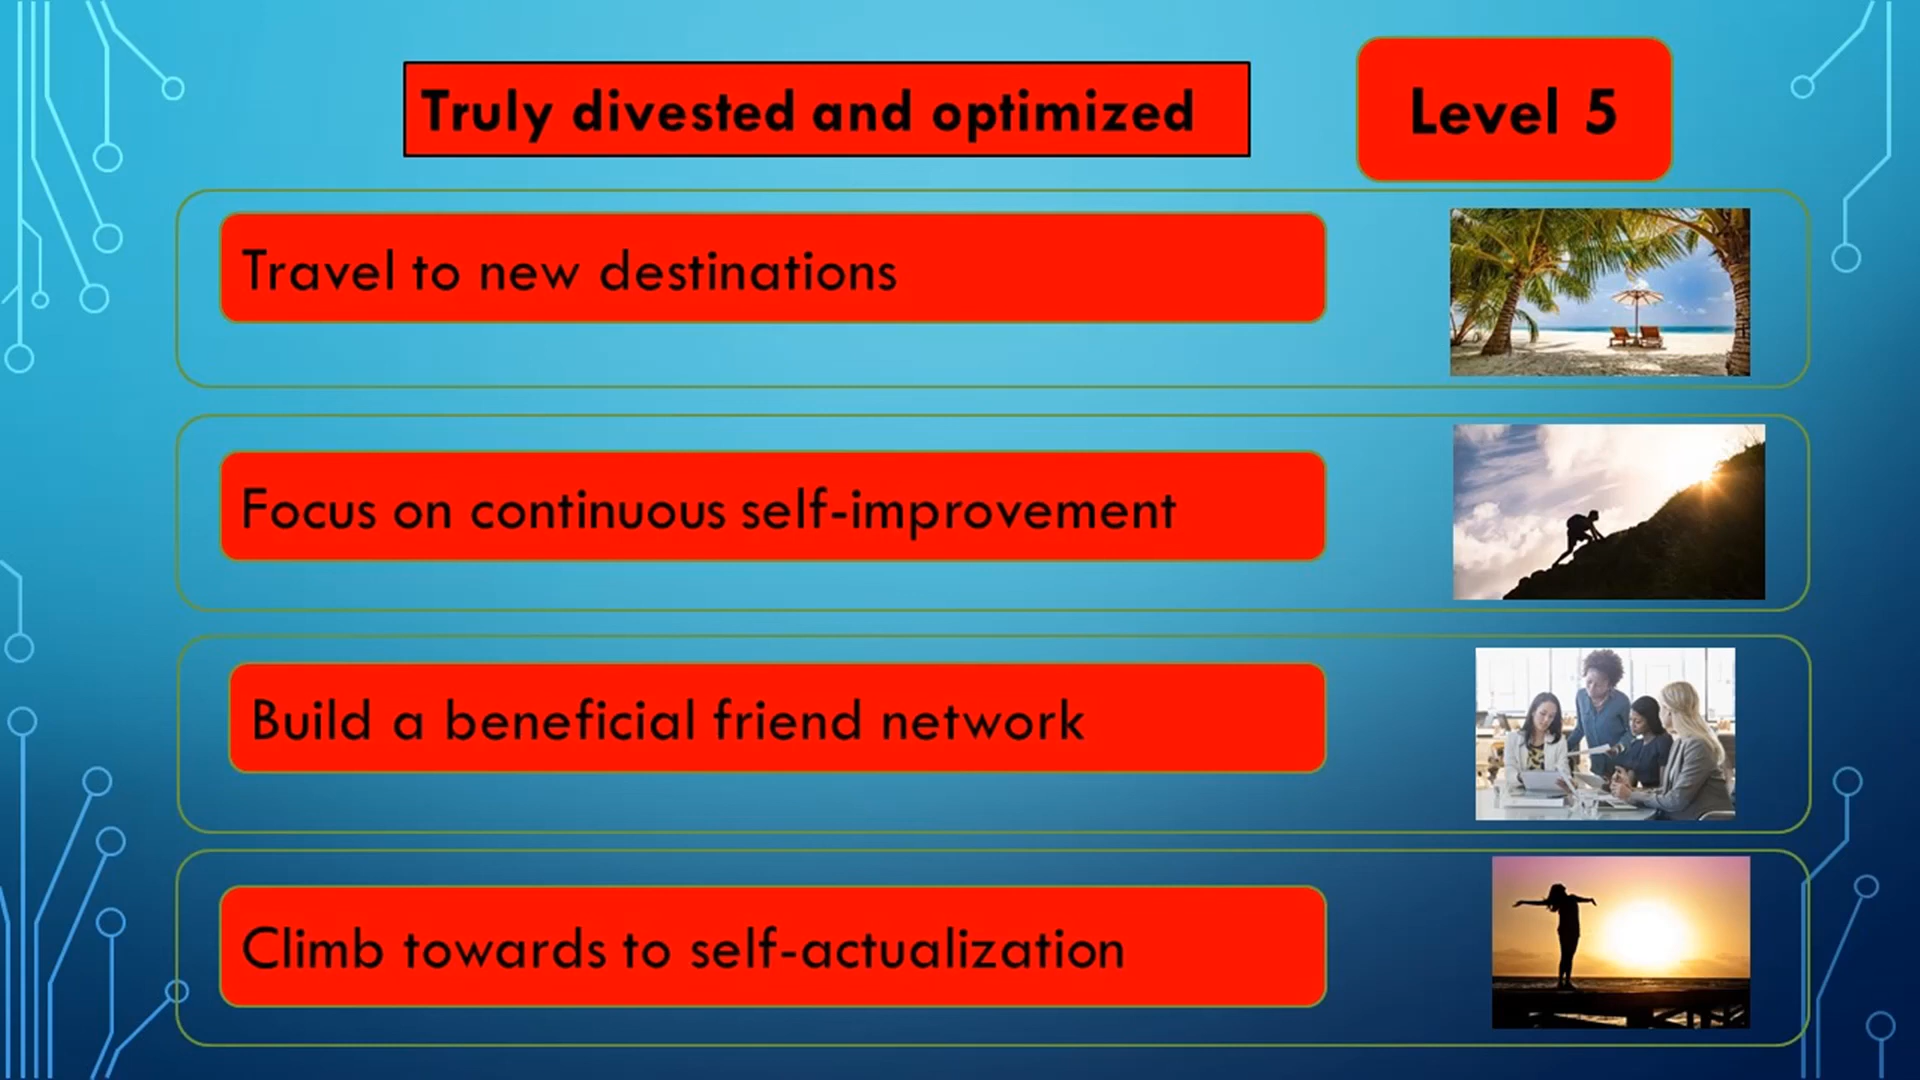 Truly divested and optimized
Level 5
Travel to new destinations
Focus on continuous self-improvement
Build a beneficial friend network
Climb towards to self-actualization